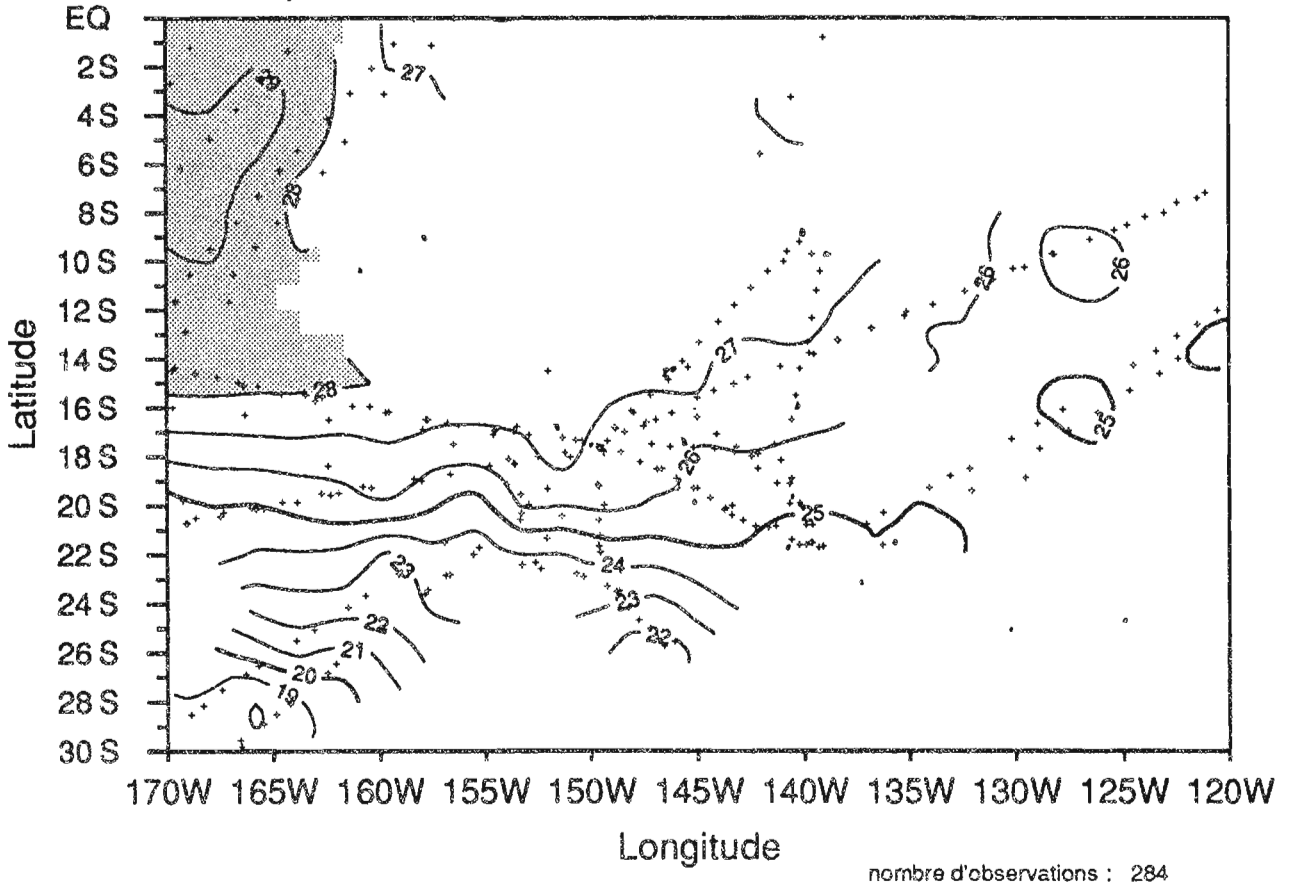 EQ
2S
4S
6S
8S
10S
12S
14S
16S
18S
20S
22S
24S
26S
28S
30S
Latitude
27
28
28
27
26
26
26
25
25
24
23
23
22
22
21
20
19
170W 165W 160W 155W 150W 145W 140W 135W 130W 125W 120W
Longitude
nombre d'observations : 284